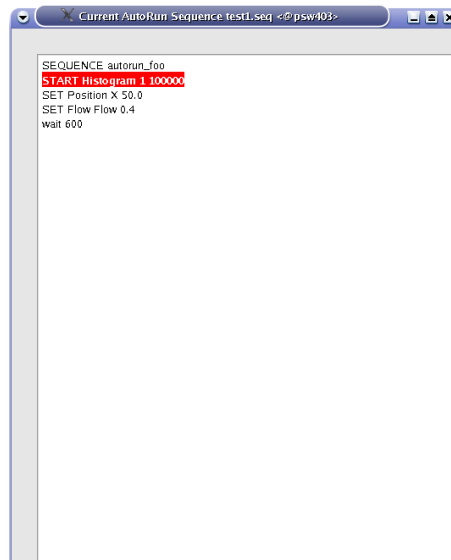 Current AutoRun Sequence test1.seq <@psw403>
SEQUENCE autorun_foo
START Histogram 1 100000
SET Position X 50.0
SET Flow Flow 0.4
wait 600